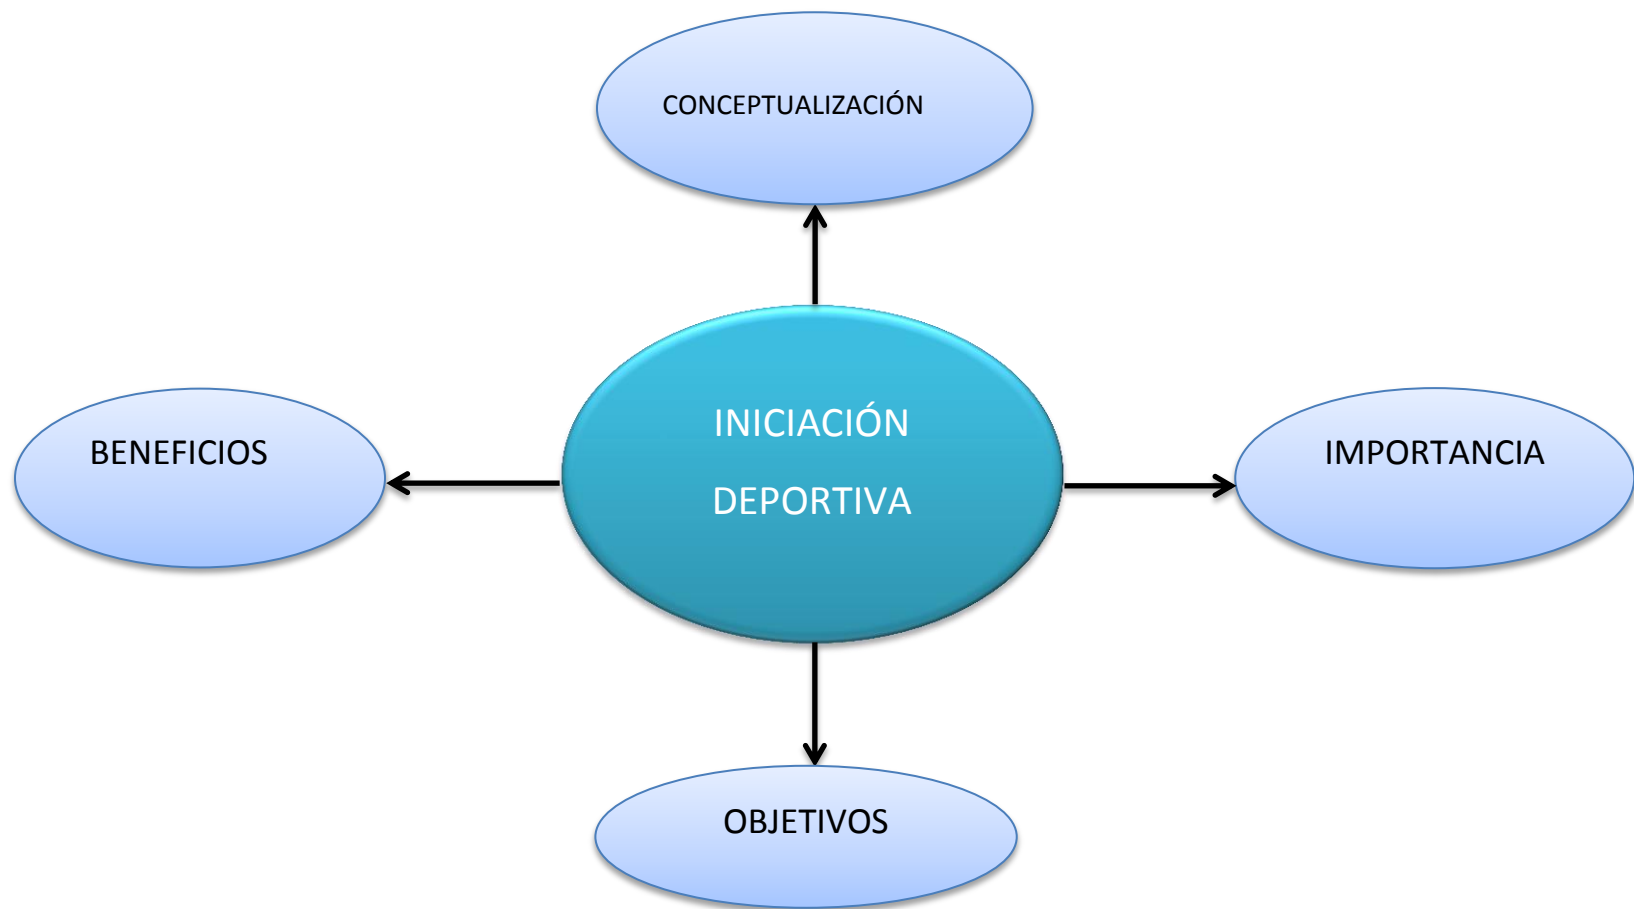 CONCEPTUALIZACIÓN
INICIACIÓN
DEPORTIVA
BENEFICIOS
IMPORTANCIA
OBJETIVOS